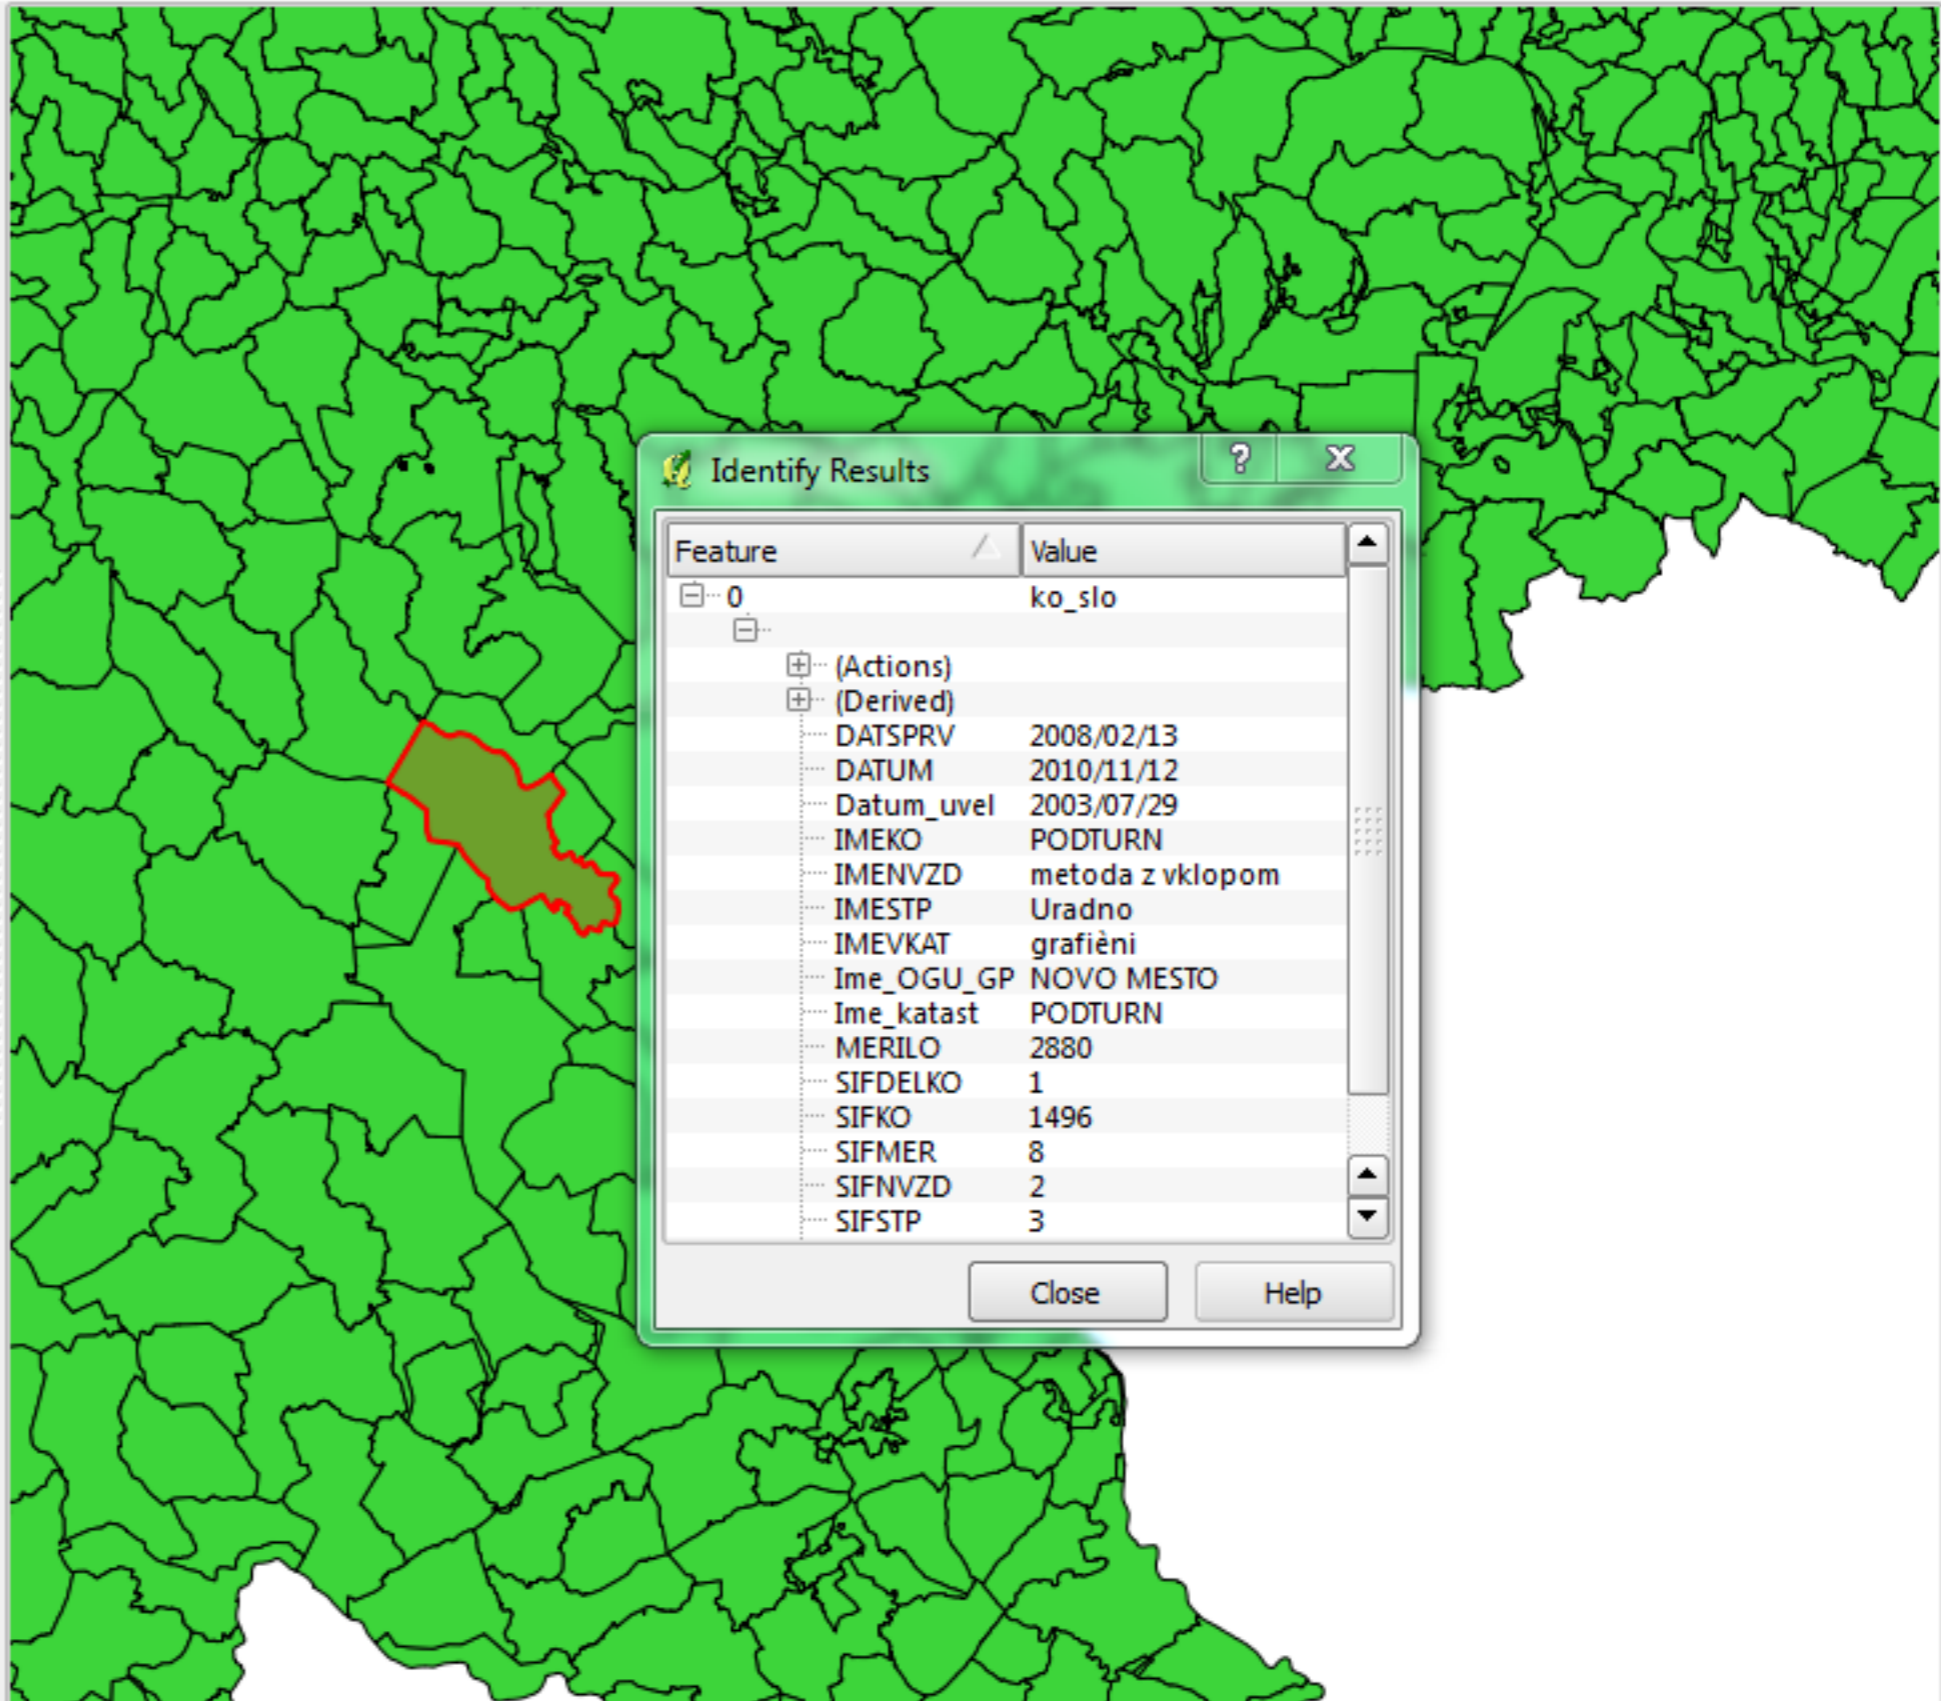 Identify Results
Feature Value
0 ko_slo
(Actions)
(Derived)
DATSPRV 2008/02/13
DATUM 2010/11/12
Datum_uvel 2003/07/29
IMEKO PODTURN
IMENVZD metoda z vklopom
IMESTP Uradno
IMEVKAT grafièni
Ime_OGU_GP NOVO MESTO
Ime_katast PODTURN
MERILO 2880
SIFDELKO 1
SIFKO 1496
SIFMER 8
SIFNVZD 2
SIFSTP 3
Close Help